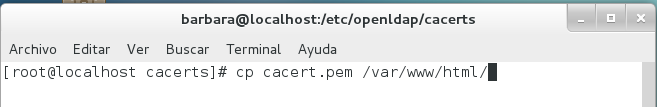 barbara@localhost:/etc/openldap/cacerts
Archivo Editar Ver Buscar Terminal Ayuda
[root@localhost cacerts]# cp cacert.pem /var/www/html/